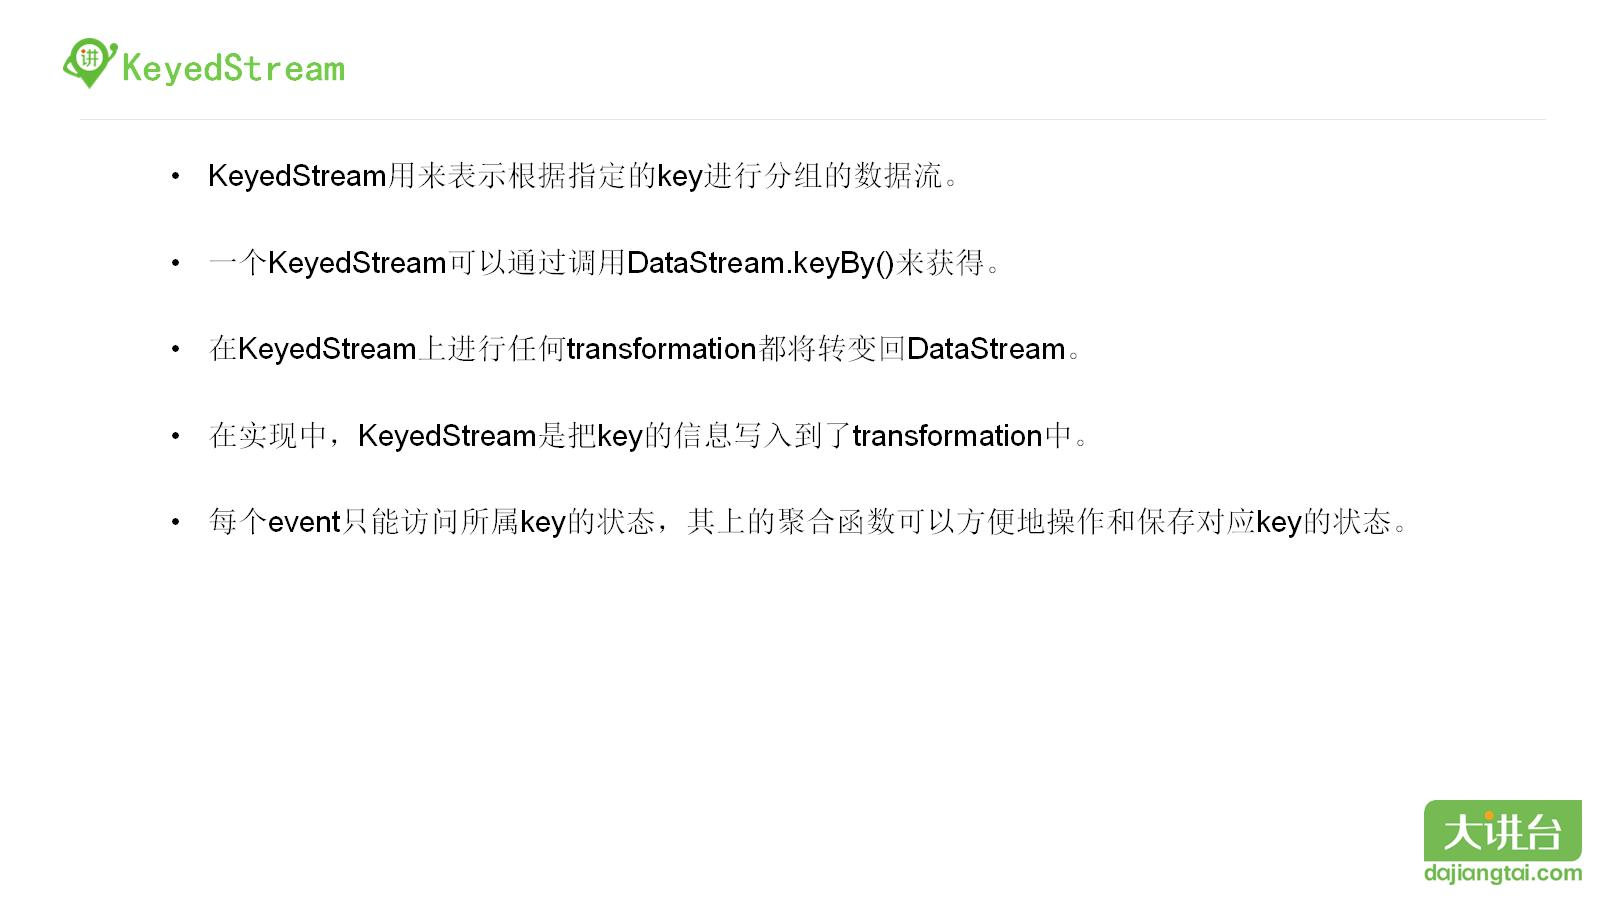 讲
KeyedStream
• KeyedStream用来表示根据指定的key进行分组的数据流。
• 一个KeyedStream可以通过调用DataStream.keyBy()来获得。
• 在KeyedStream上进行任何transformation都将转变回DataStream。
• 在实现中，KeyedStream是把key的信息写入到了transformation中。
• 每个event只能访问所属key的状态，其上的聚合函数可以方便地操作和保存对应key的状态。
大讲台
dajiangtai.com